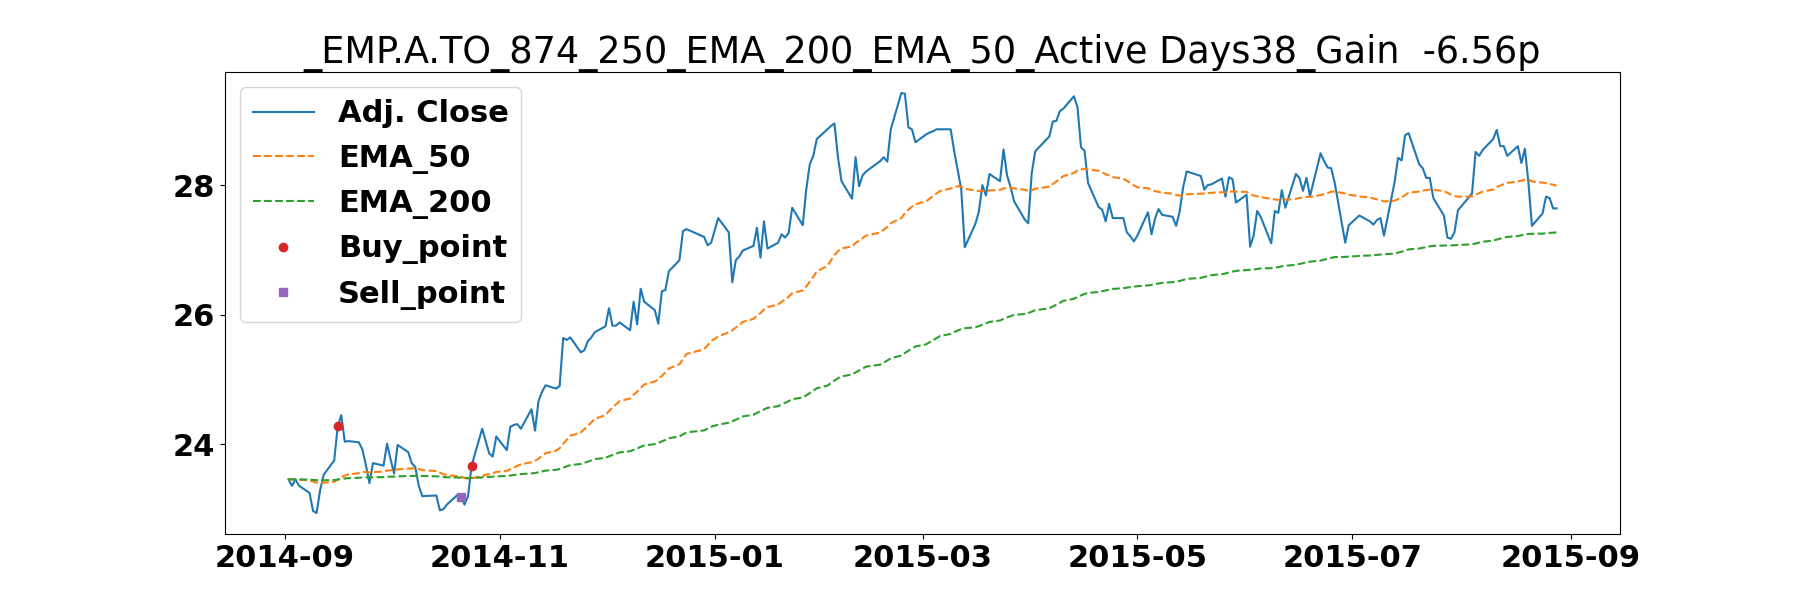 _EMP.A.TO_874_250_EMA_200_EMA_50_Active Days38_Gain  -6.56p
Adj. Close
EMA_50
EMA_200
Buy_point
Sell_point
28
26
24
2014-09
2014-11
2015-01
2015-03
2015-05
2015-07
2015-09